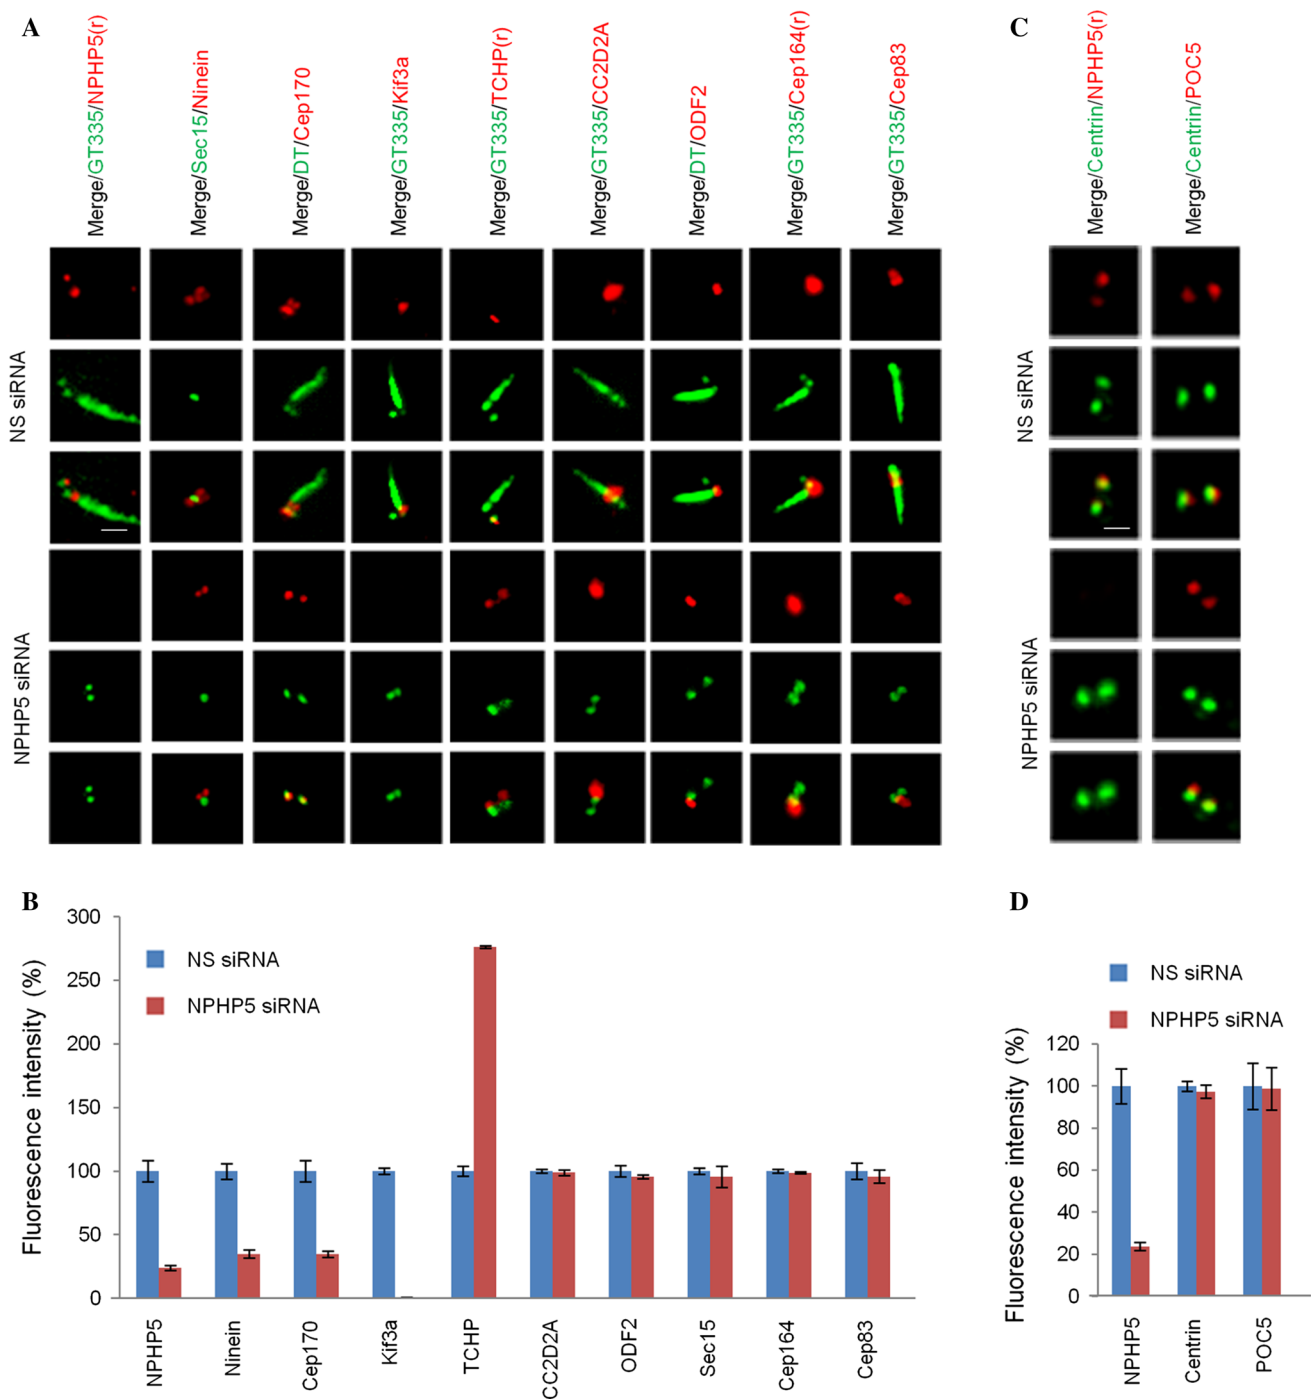 A
Merge/GT335/NPHP5(r)
Merge/Sec15/Ninein
Merge/DT/Cep170
Merge/GT335/Kif3a
Merge/GT335/TCHP(r)
Merge/GT335/CC2D2A
Merge/DT/ODF2
Merge/GT335/Cep164(r)
Merge/GT335/Cep83
NS siRNA
NPHP5 siRNA
C
Merge/Centrin/NPHP5(r)
Merge/Centrin/POC5
NS siRNA
NPHP5 siRNA
B
Fluorescence intensity (%)
300
250
200
150
100
50
0
NS siRNA
NPHP5 siRNA
NPHP5
Ninein
Cep170
Kif3a
TCHP
CC2D2A
ODF2
Sec15
Cep164
Cep83
D
NS siRNA
NPHP5 siRNA
Fluorescence intensity (%)
120
100
80
60
40
20
0
NPHP5
Centrin
POC5